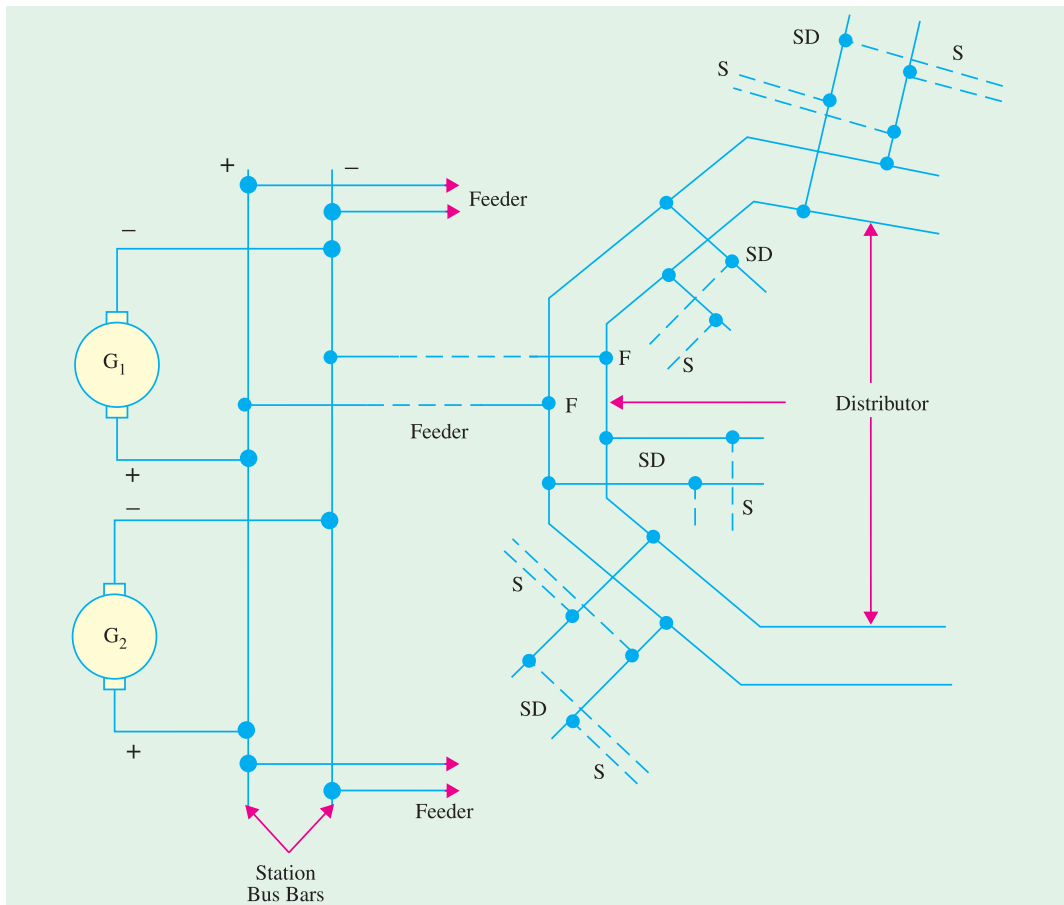 SD
S
S
+
–
Feeder
–
SD
G1
F
S
F
Distributor
Feeder
SD
+
S
–
S
G2
SD
+
S
Feeder
Station
Bus Bars